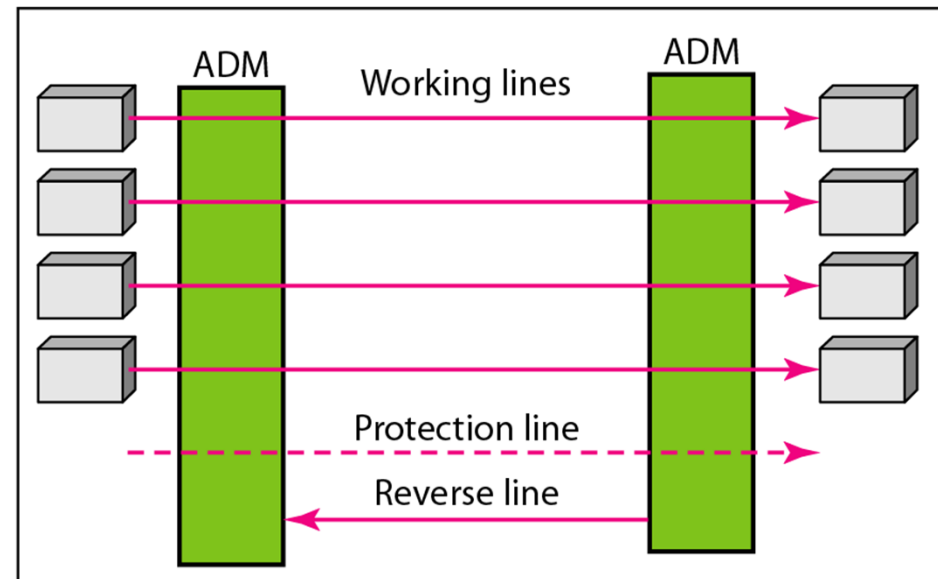 ADM
ADM
Working lines
Protection line
Reverse line